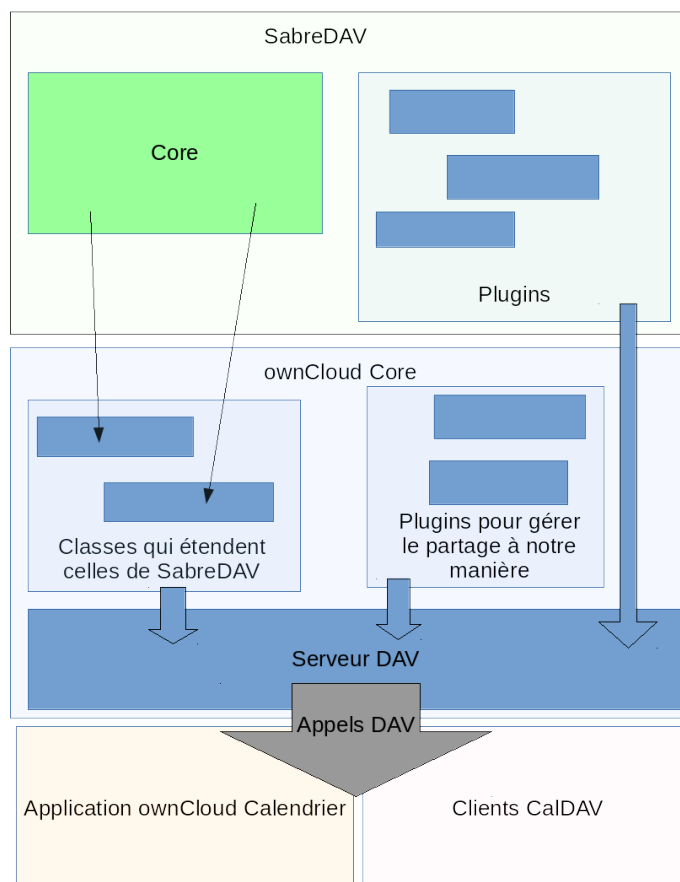 SabreDAV
Core
Plugins
ownCloud Core
Classes qui étendent
celles de SabreDAV
Plugins pour gérer
le partage à notre
manière
Serveur DAV
Appels DAV
Application ownCloud Calendrier
Clients CalDAV